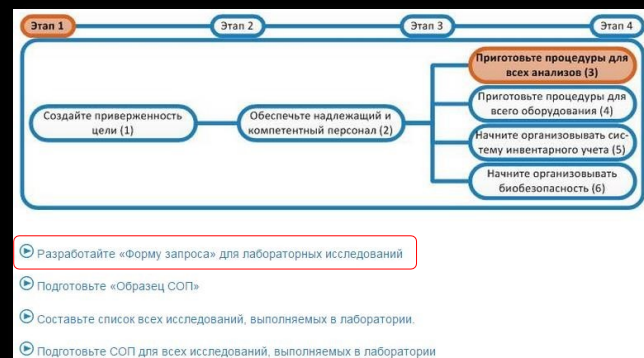 Этап 1
Этап 2
Этап 3
Этап 4
Создайте приверженность
цели (1)
Обеспечьте надлежащий и
компетентный персонал (2)
Приготовьте процедуры для
всех анализов (3)
Приготовьте процедуры для
всего оборудования (4)
Начните организовывать сис-
тему инвентарного учета (5)
Начните организовать
биобезопасность (6)
Разработайте «Форму запроса» для лабораторных исследований
Подготовьте «Образец СОП»
Составьте список всех исследований, выполняемых в лаборатории.
Подготовьте СОП для всех исследований, выполняемых в лаборатории